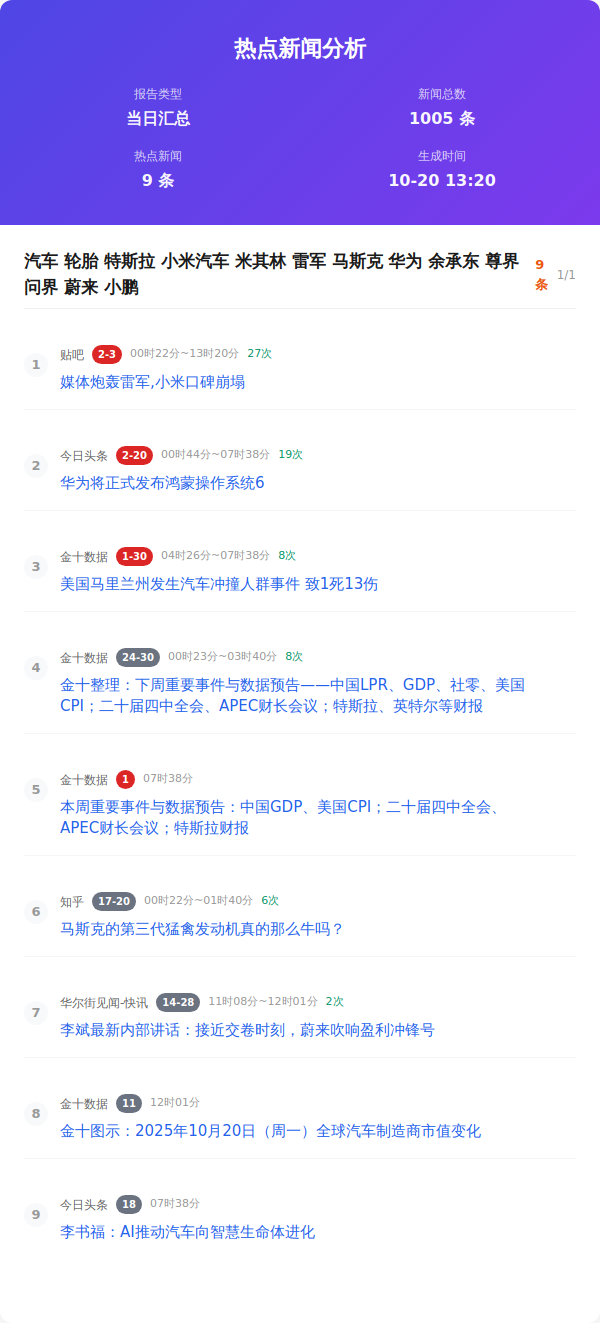 热点新闻分析
报告类型
当日汇总
新闻总数
1005 条
热点新闻
9 条
生成时间
10-20 13:20
汽车 轮胎 特斯拉 小米汽车 米其林 雷军 马斯克 华为 余承东 尊界
问界 蔚来 小鹏
9
条
1/1
1
贴吧 2-3 00时22分~13时20分 27次
媒体炮轰雷军,小米口碑崩塌
2
今日头条 2-20 00时44分~07时38分 19次
华为将正式发布鸿蒙操作系统6
3
金十数据 1-30 04时26分~07时38分 8次
美国马里兰州发生汽车冲撞人群事件 致1死13伤
4
金十数据 24-30 00时23分~03时40分 8次
金十整理：下周重要事件与数据预告——中国LPR、GDP、社零、美国
CPI；二十届四中全会、APEC财长会议；特斯拉、英特尔等财报
5
金十数据 1 07时38分
本周重要事件与数据预告：中国GDP、美国CPI；二十届四中全会、
APEC财长会议；特斯拉财报
6
知乎 17-20 00时22分~01时40分 6次
马斯克的第三代猛禽发动机真的那么牛吗？
7
华尔街见闻-快讯 14-28 11时08分~12时01分 2次
李斌最新内部讲话：接近交卷时刻，蔚来吹响盈利冲锋号
8
金十数据 11 12时01分
金十图示：2025年10月20日（周一）全球汽车制造商市值变化
9
今日头条 18 07时38分
李书福：AI推动汽车向智慧生命体进化